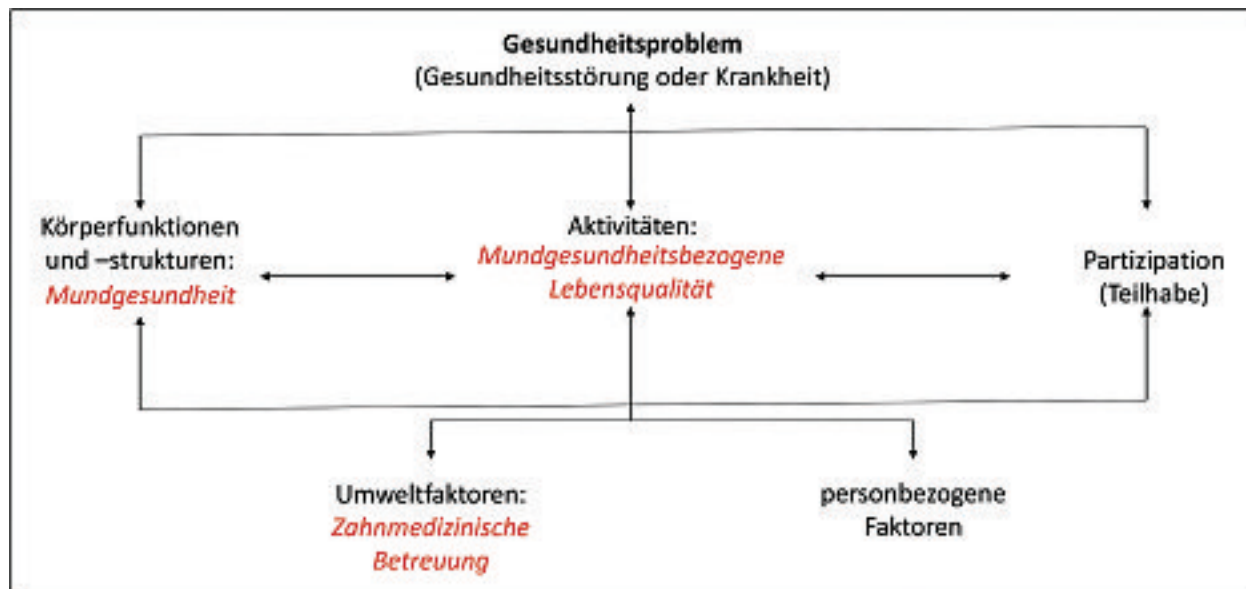 Gesundheitsproblem
(Gesundheitsstörung oder Krankheit)
Körperfunktionen
und –strukturen:
Mundgesundheit
Aktivitäten:
Mundgesundheitsbezogene
Lebensqualität
Partizipation
(Teilhabe)
Umweltfaktoren:
Zahnmedizinische
Betreuung
personbezogene
Faktoren